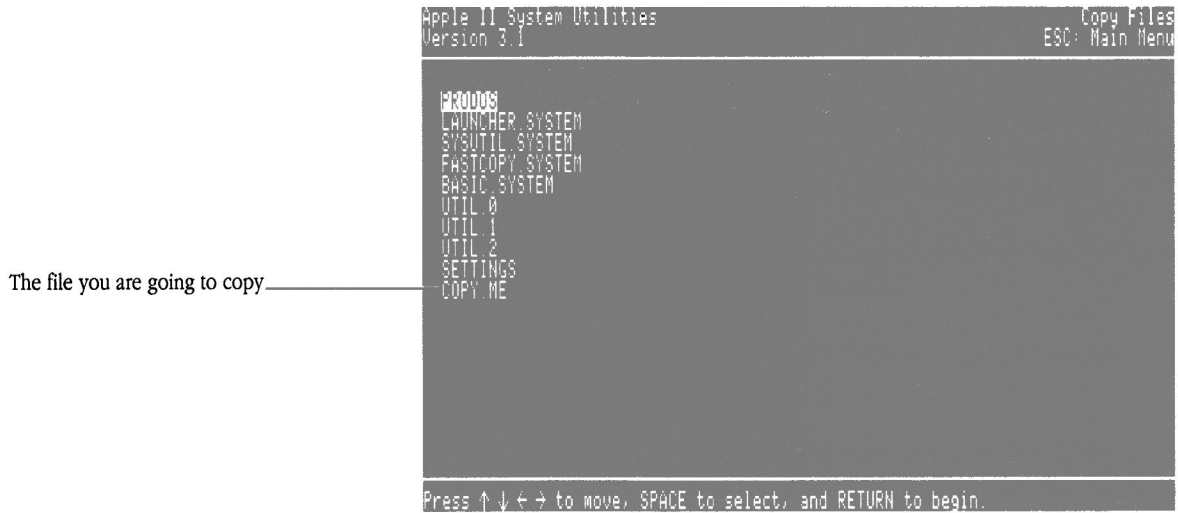 Apple II System Utilities
Copy Files
Version 3.1
ESC: Main Menu
PRODOS
LAUNCHER.SYSTEM
SYSUTIL.SYSTEM
FASTCOPY.SYSTEM
BASIC.SYSTEM
UTIL.0
UTIL.1
UTIL.2
SETTINGS
The file you are going to copy
COPY.ME
Press ↑ ↓ ← → to move, SPACE to select, and RETURN to begin.